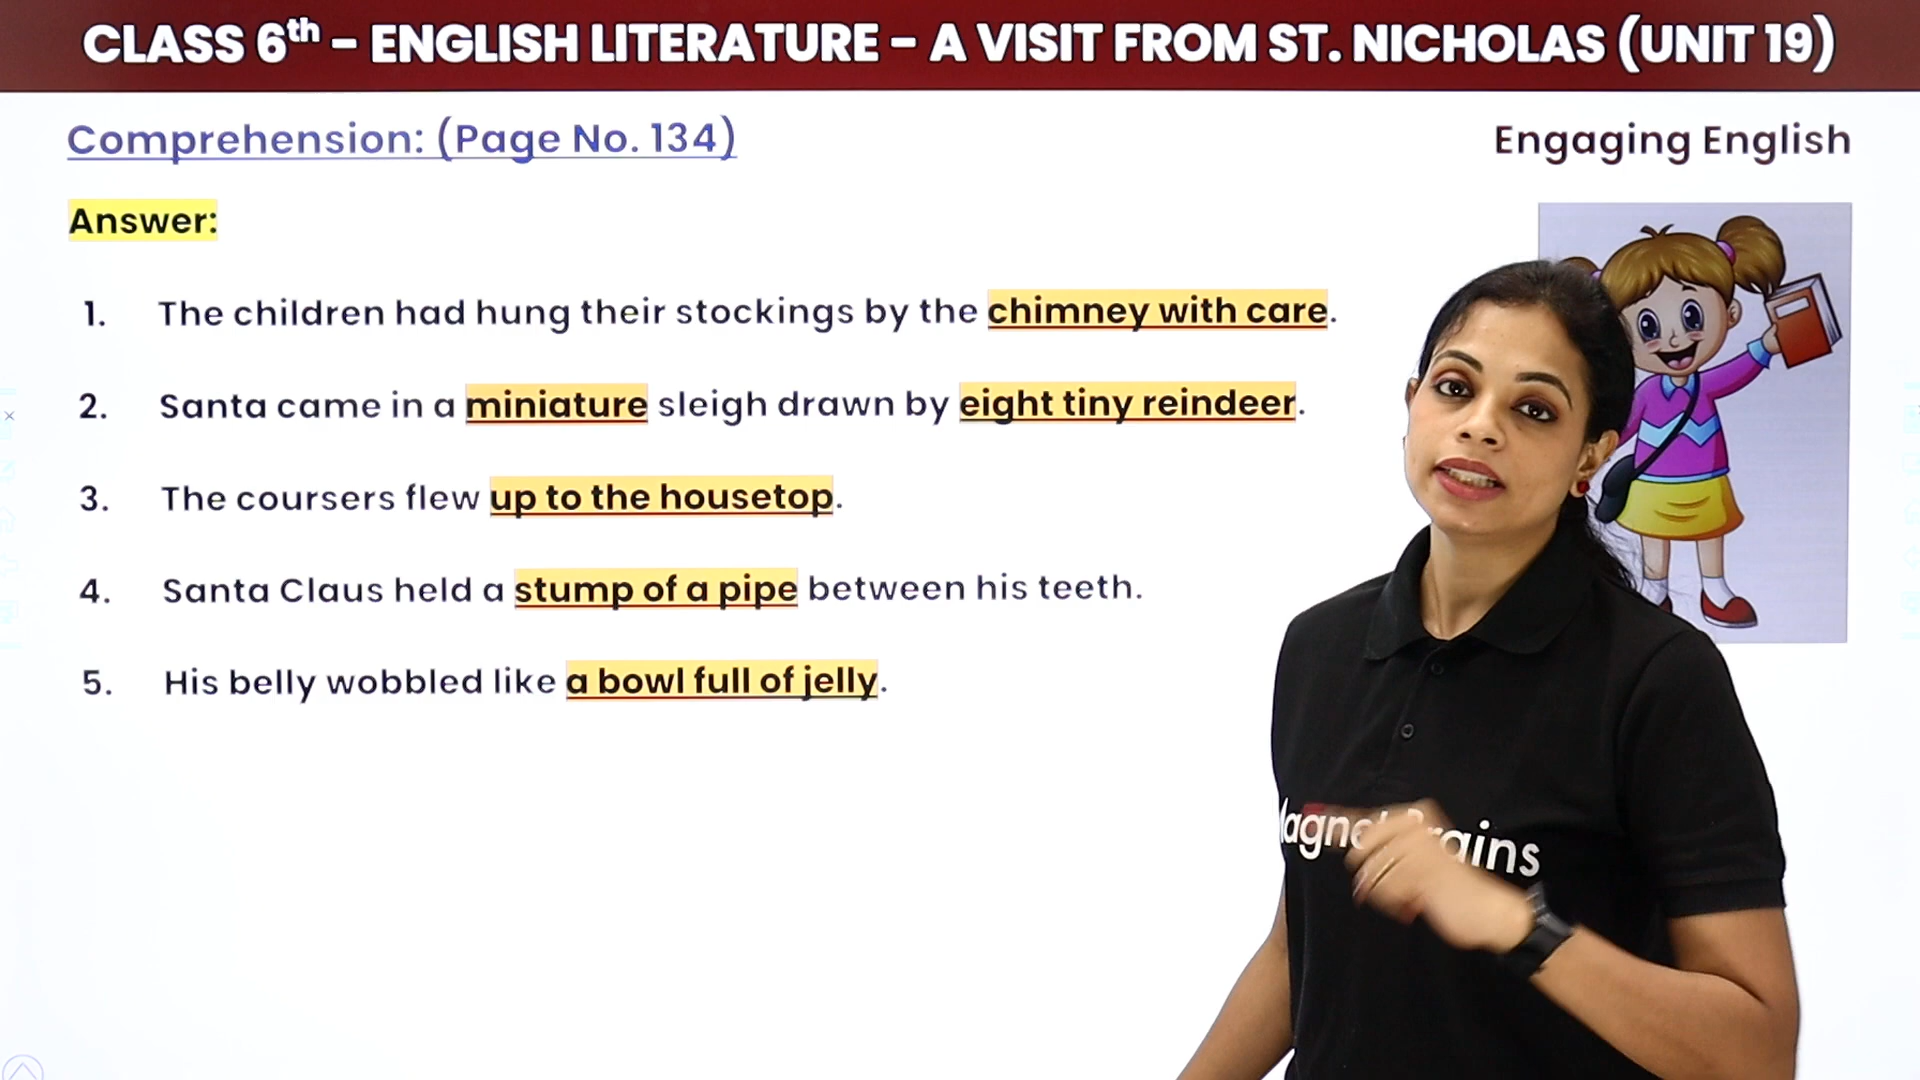 CLASS 6th – ENGLISH LITERATURE – A VISIT FROM ST. NICHOLAS (UNIT 19)
Comprehension: (Page No. 134)
Engaging English
Answer:
1. The children had hung their stockings by the chimney with care.
2. Santa came in a miniature sleigh drawn by eight tiny reindeer.
3. The coursers flew up to the housetop.
4. Santa Claus held a stump of a pipe between his teeth.
5. His belly wobbled like a bowl full of jelly.